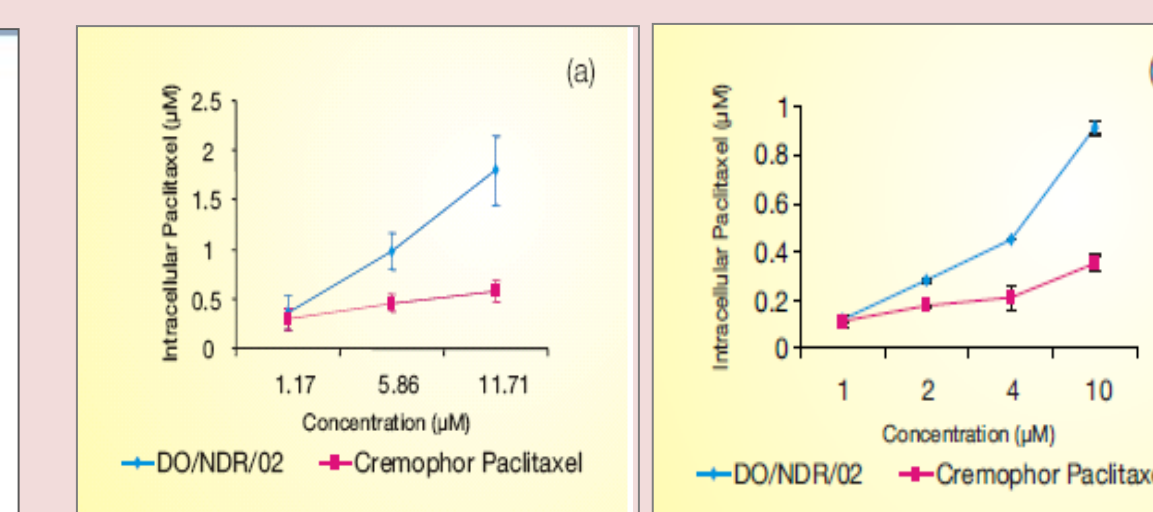 (a)
Intracellular Paclitaxel (µM)
2.5
2
1.5
1
0.5
0
1.17 5.86 11.71
Concentration (µM)
DO/NDR/02 Cremophor Paclitaxel
Intracellular Paclitaxel (µM)
1
0.8
0.6
0.4
0.2
0
1 2 4 10
Concentration (µM)
DO/NDR/02 Cremophor